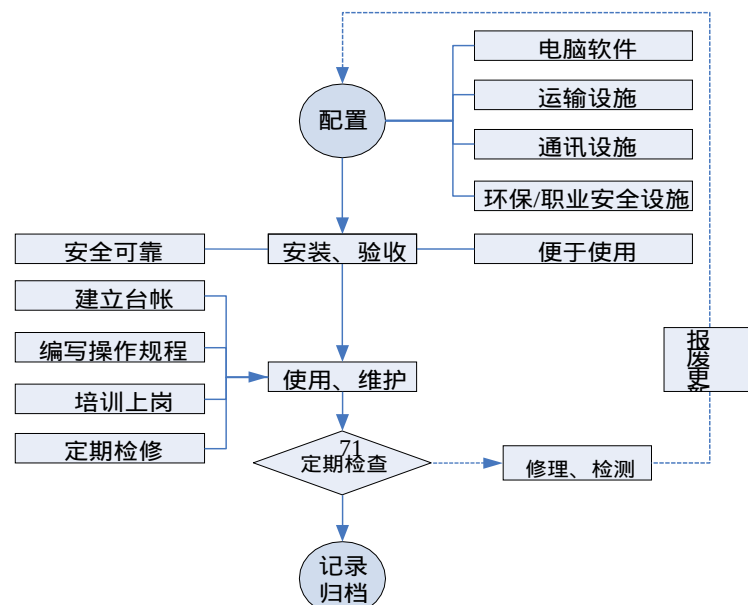 电脑软件
运输设施
配置
通讯设施
环保/职业安全设施
安全可靠
安装、验收
便于使用
建立台帐
编写操作规程
报
废
更
新
使用、维护
培训上岗
定期检修
71
定期检查
修理、检测
记录
归档